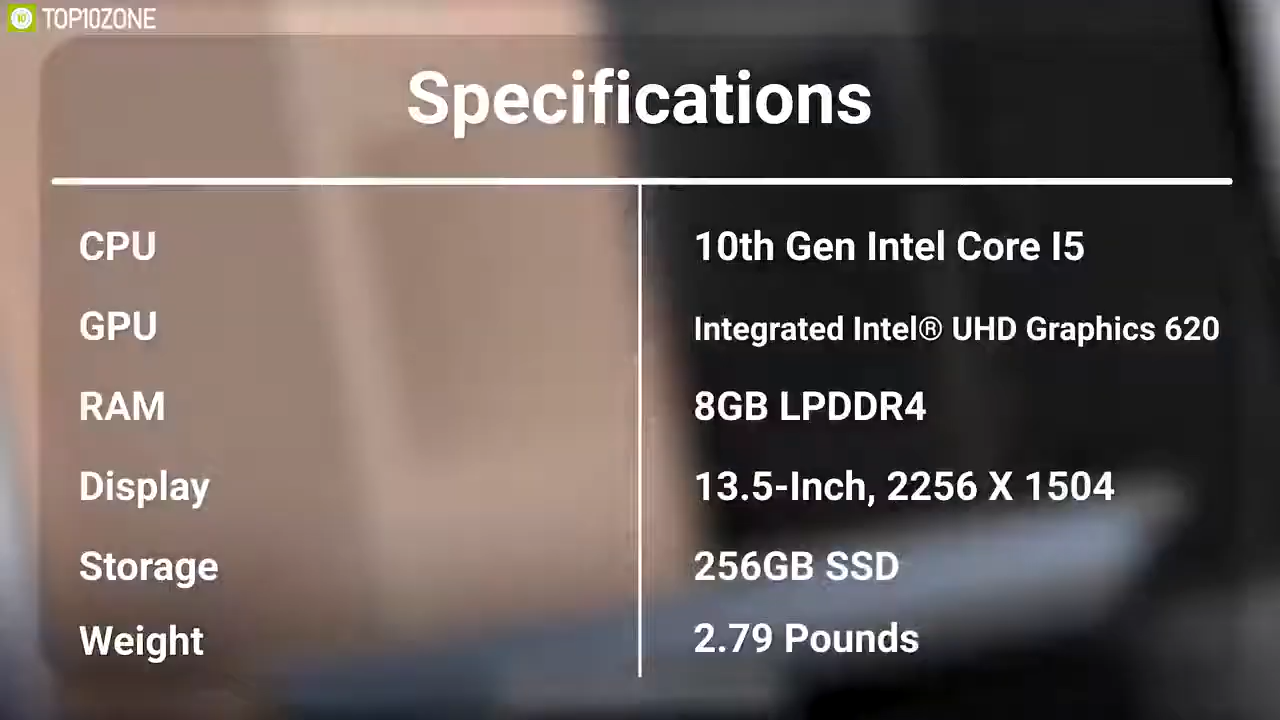 TOP10ZONE
Specifications
CPU 10th Gen Intel Core I5
GPU Integrated Intel® UHD Graphics 620
RAM 8GB LPDDR4
Display 13.5-Inch, 2256 X 1504
Storage 256GB SSD
Weight 2.79 Pounds